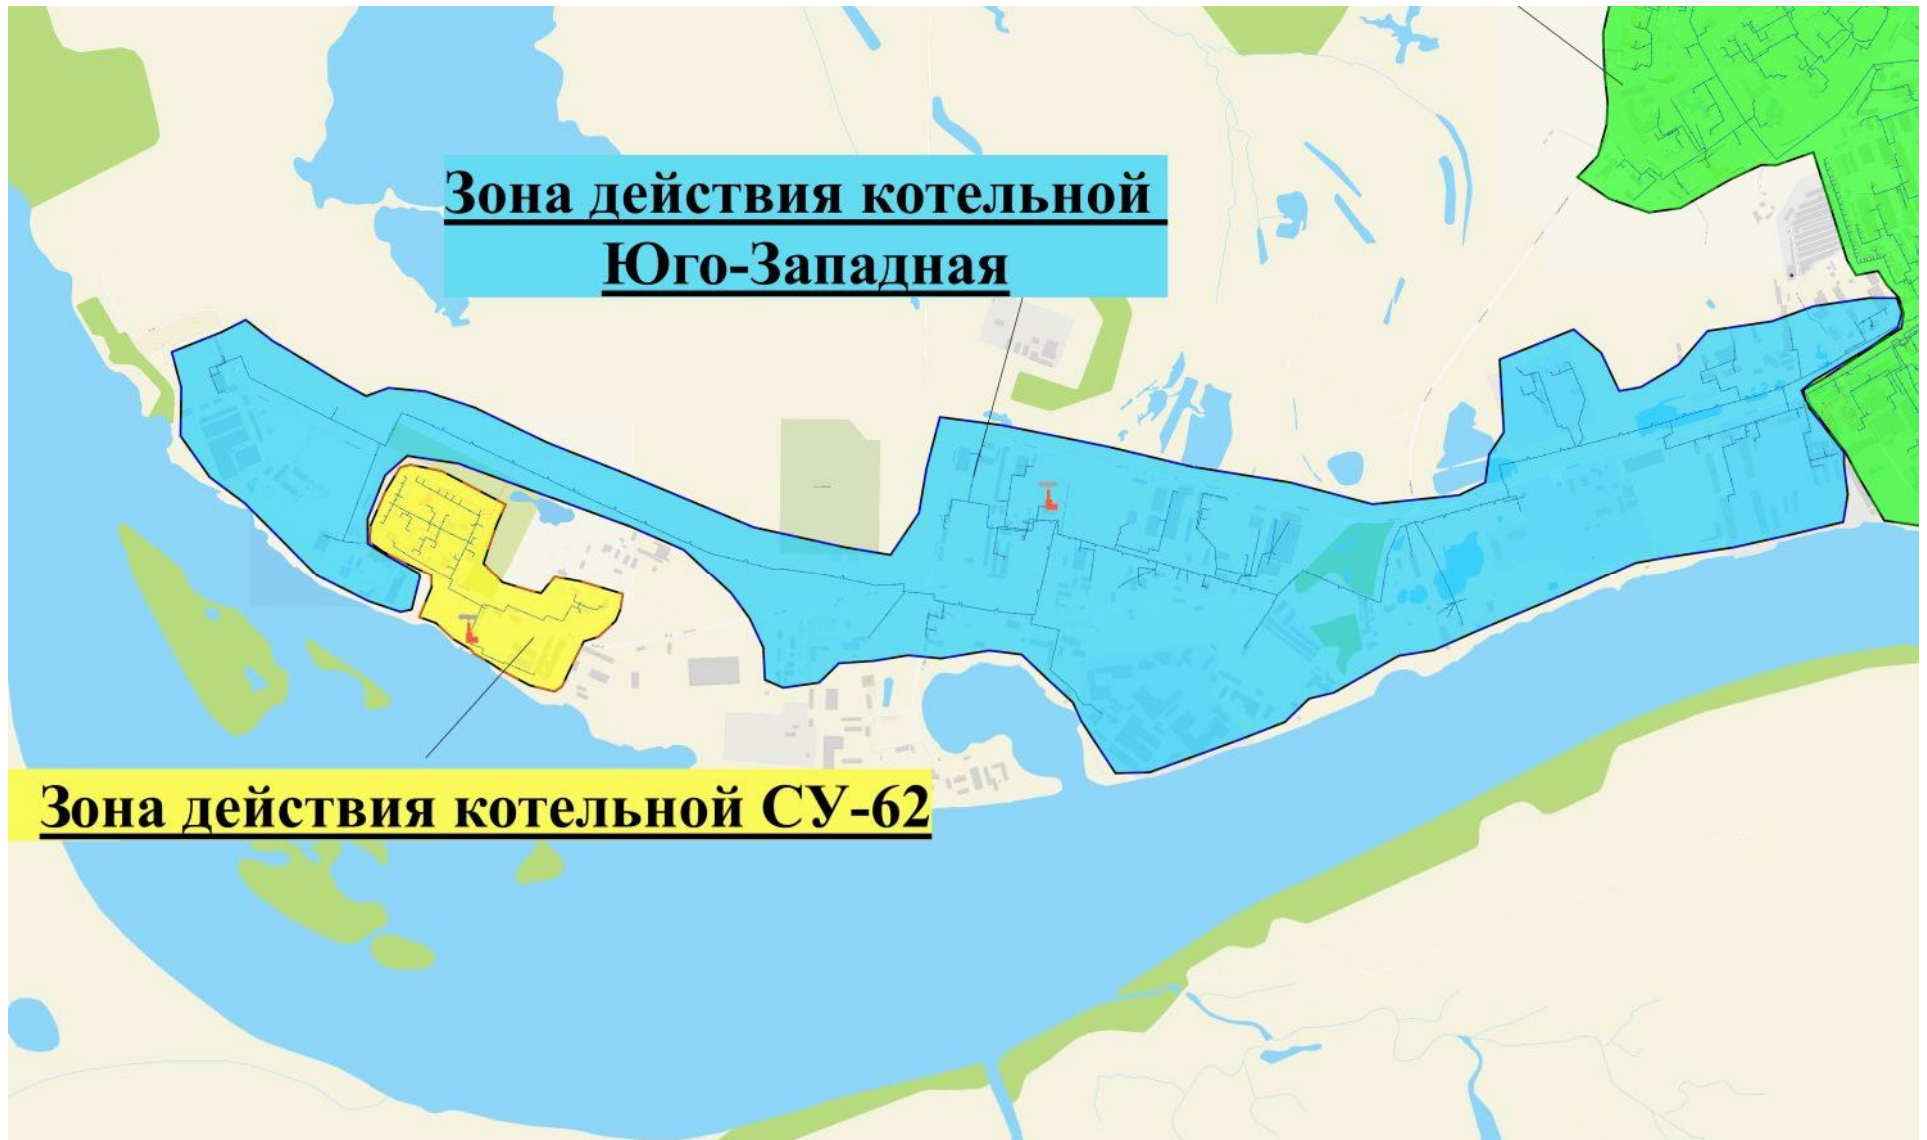 Зона действия котельной
Юго-Западная
Зона действия котельной СУ-62